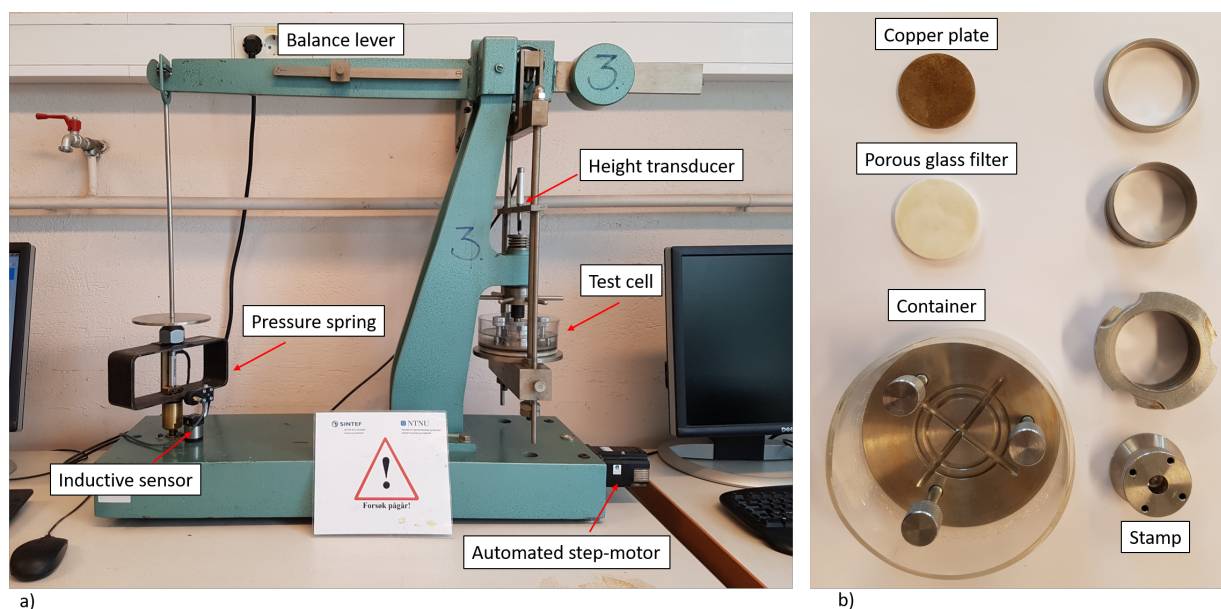 Balance lever
3.
Height transducer
3.
Test cell
Pressure spring
SINTEF
NTNU
!
Forsøk pågår!
Inductive sensor
DELL
Automated step-motor
a)
Copper plate
Porous glass filter
Container
Stamp
b)